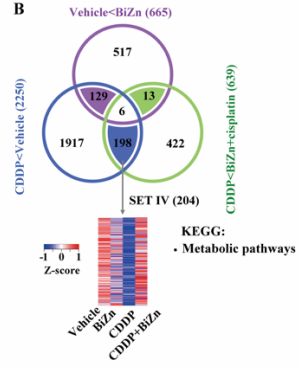 B
Vehicle<BiZn (665)
517
129
13
6
CDDP<Vehicle (2250)
CDDP<BiZn+cisplatin (639)
1917
198
422
SET IV (204)
KEGG:
• Metabolic pathways
-1 0 1
Z-score
Vehicle
BiZn
CDDP
CDDP+BiZn